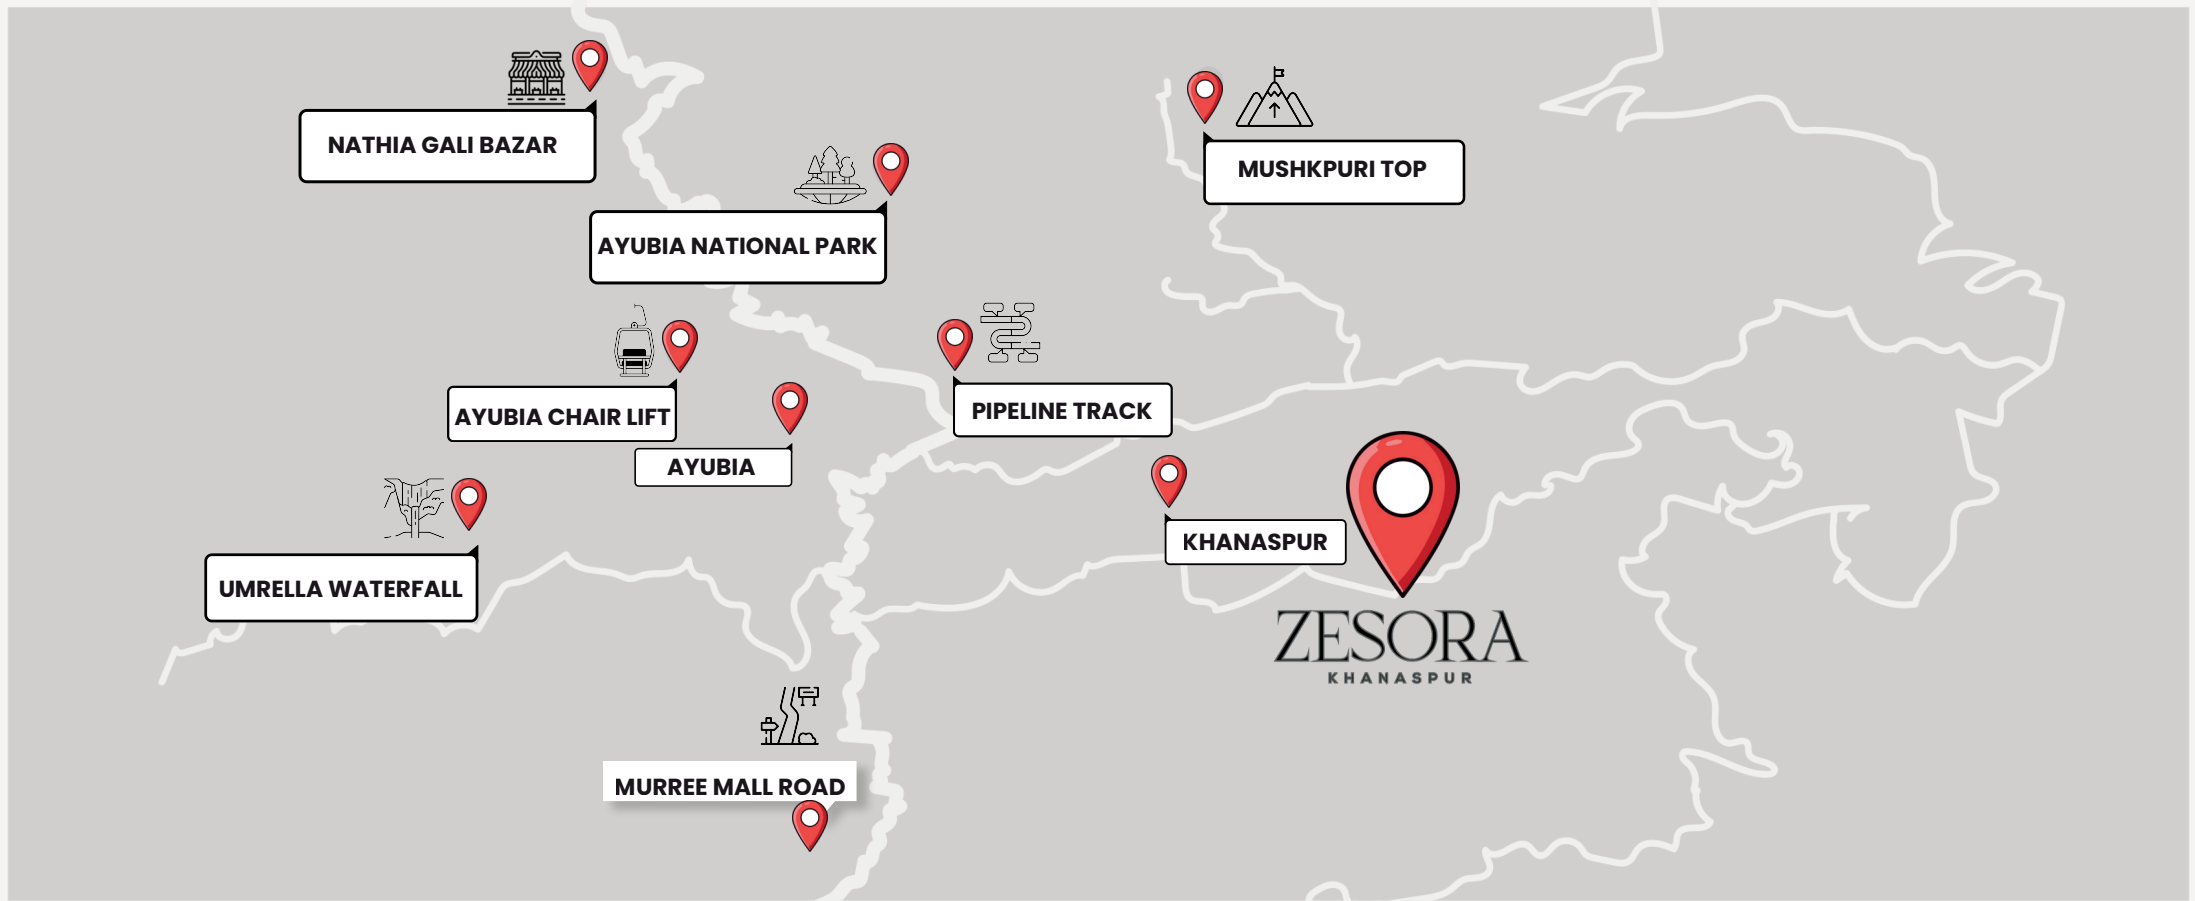 NATHIA GALI BAZAR
MUSHKPURI TOP
AYUBIA NATIONAL PARK
AYUBIA CHAIR LIFT
PIPELINE TRACK
AYUBIA
KHANASPUR
UMRELLA WATERFALL
ZESORA
KHANASPUR
MURREE MALL ROAD